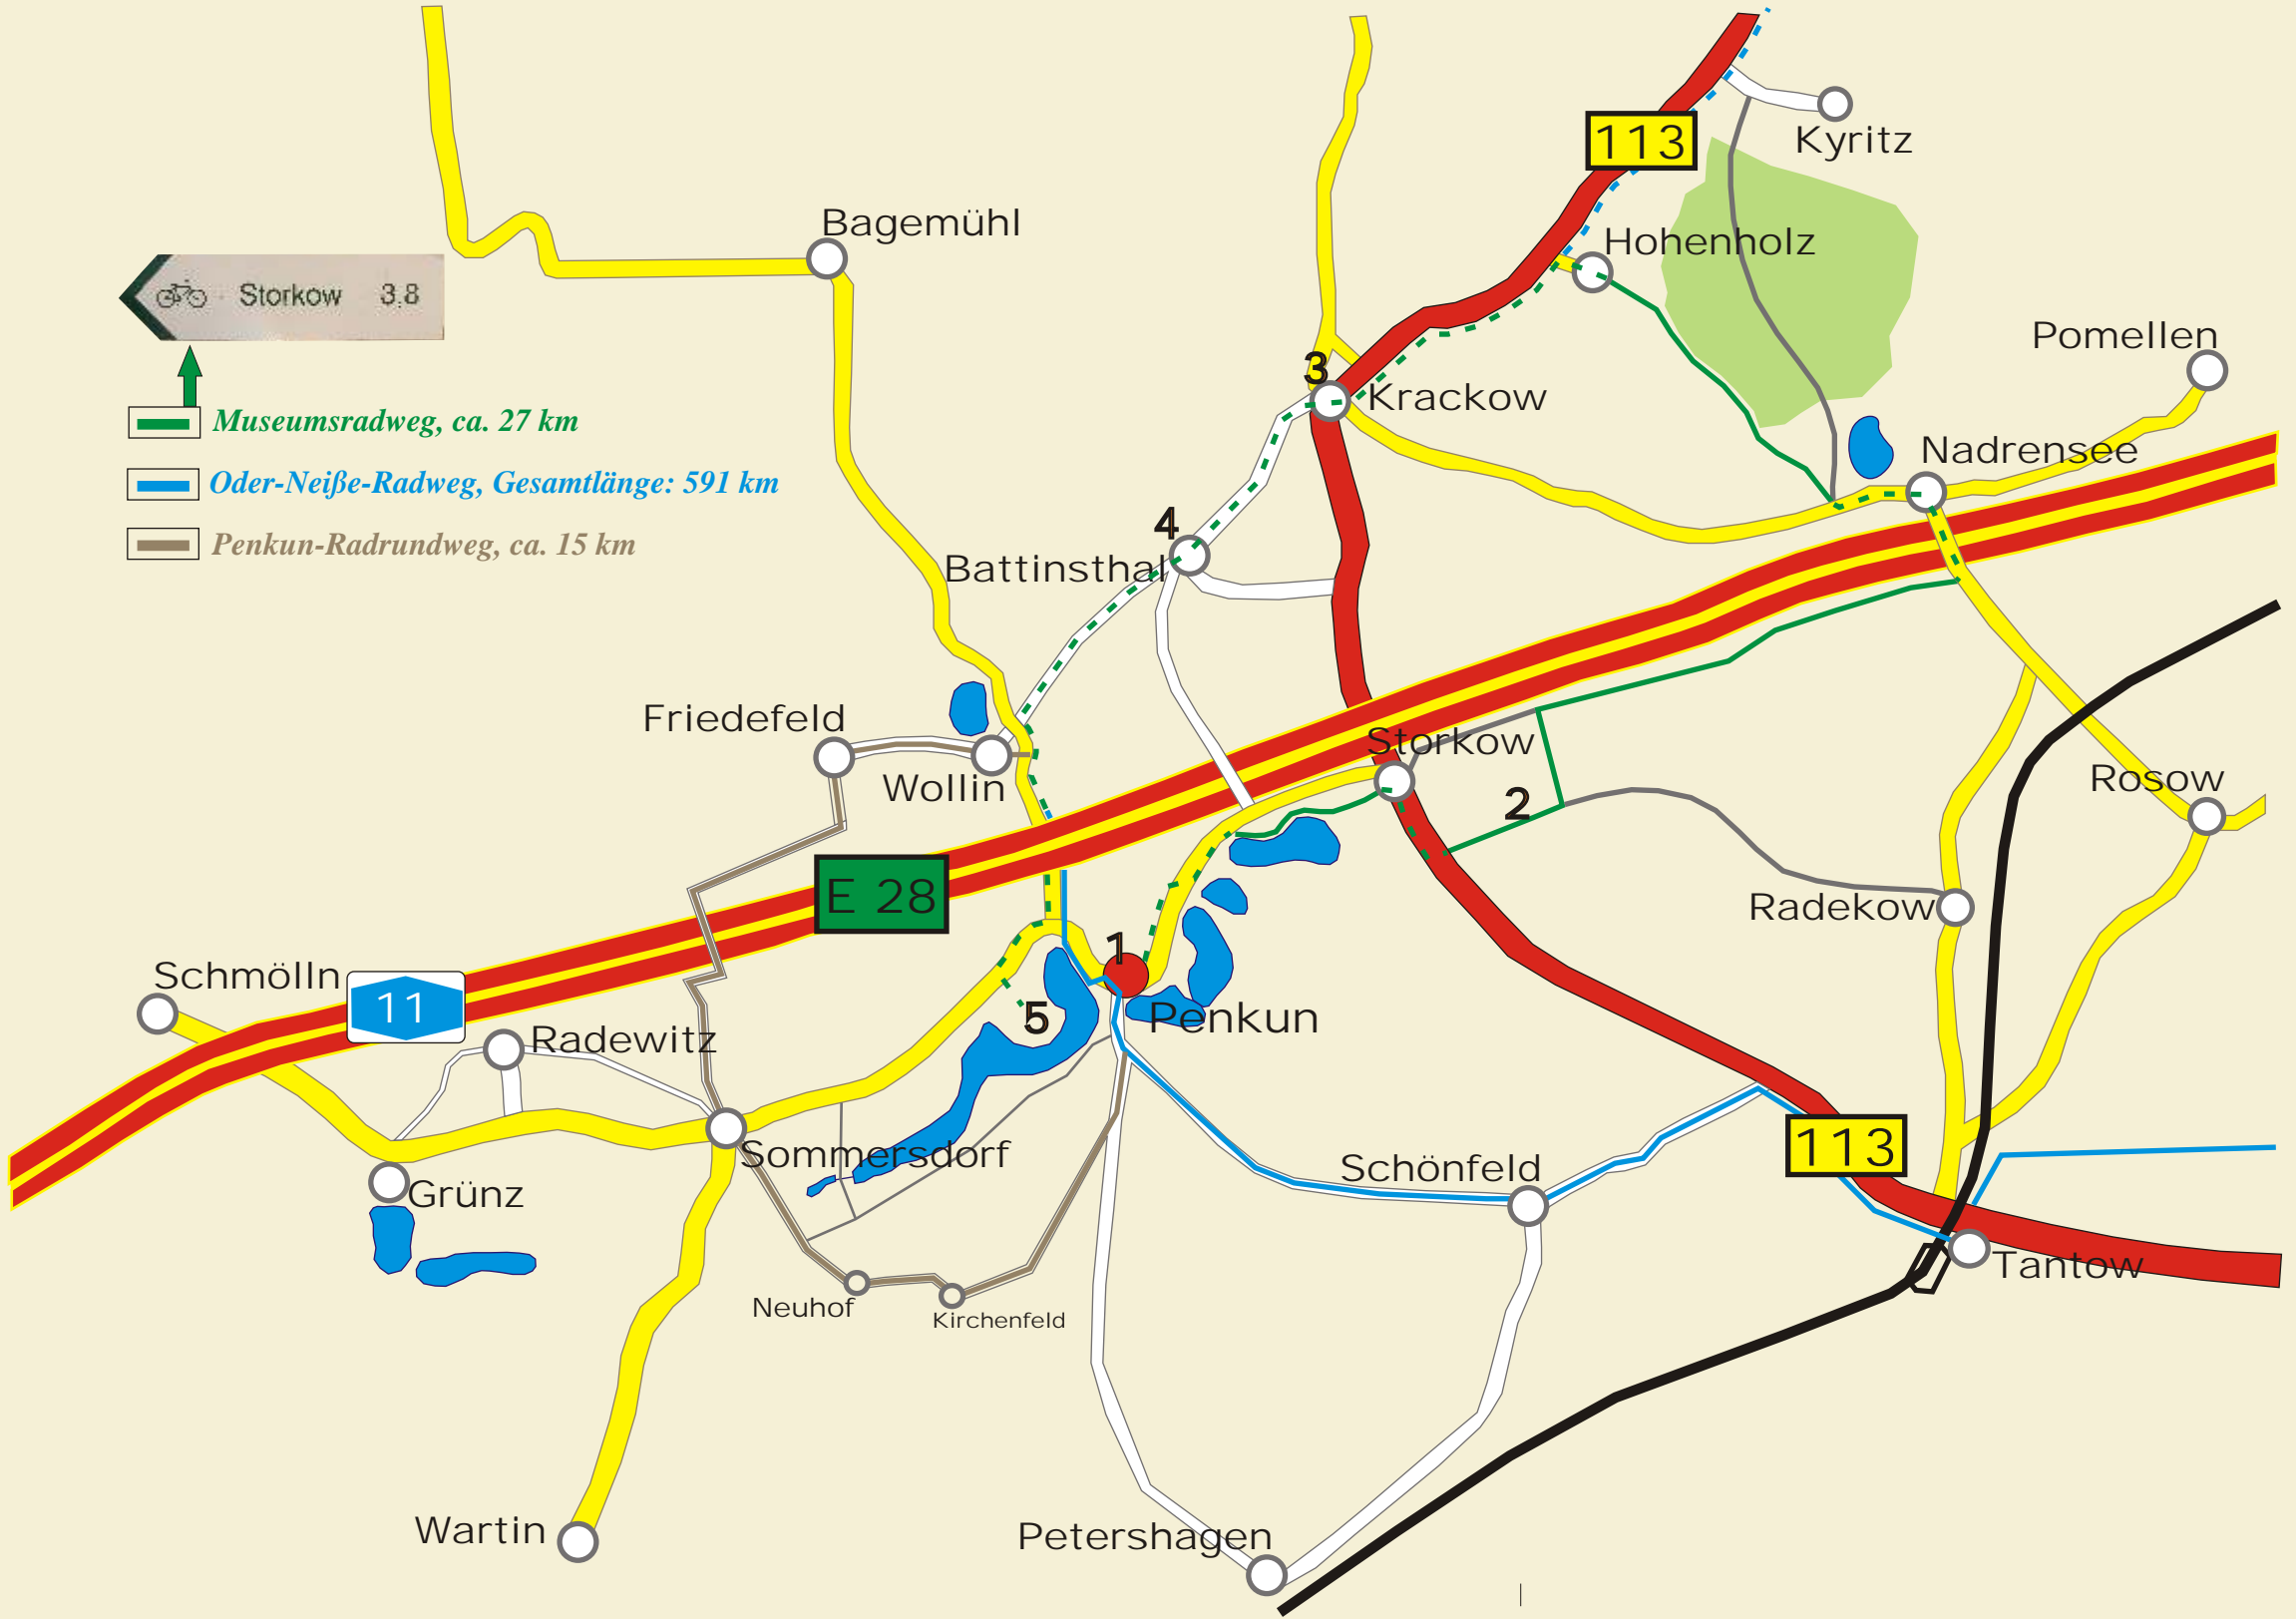 113
Kyritz
Bagemühl
Hohenholz
Storkow 3,8
Pomellen
3
Krackow
Museumsradweg, ca. 27 km
Nadrensee
Oder-Neiße-Radweg, Gesamtlänge: 591 km
4
Penkun-Radrundweg, ca. 15 km
Battinsthal
Friedefeld
Storkow
Wollin
Rosow
2
E 28
Radekow
1
Schmölln
11
5
Penkun
Radewitz
113
Sommersdorf
Schönfeld
Grünz
Tantow
Neuhof
Kirchenfeld
Wartin
Petershagen